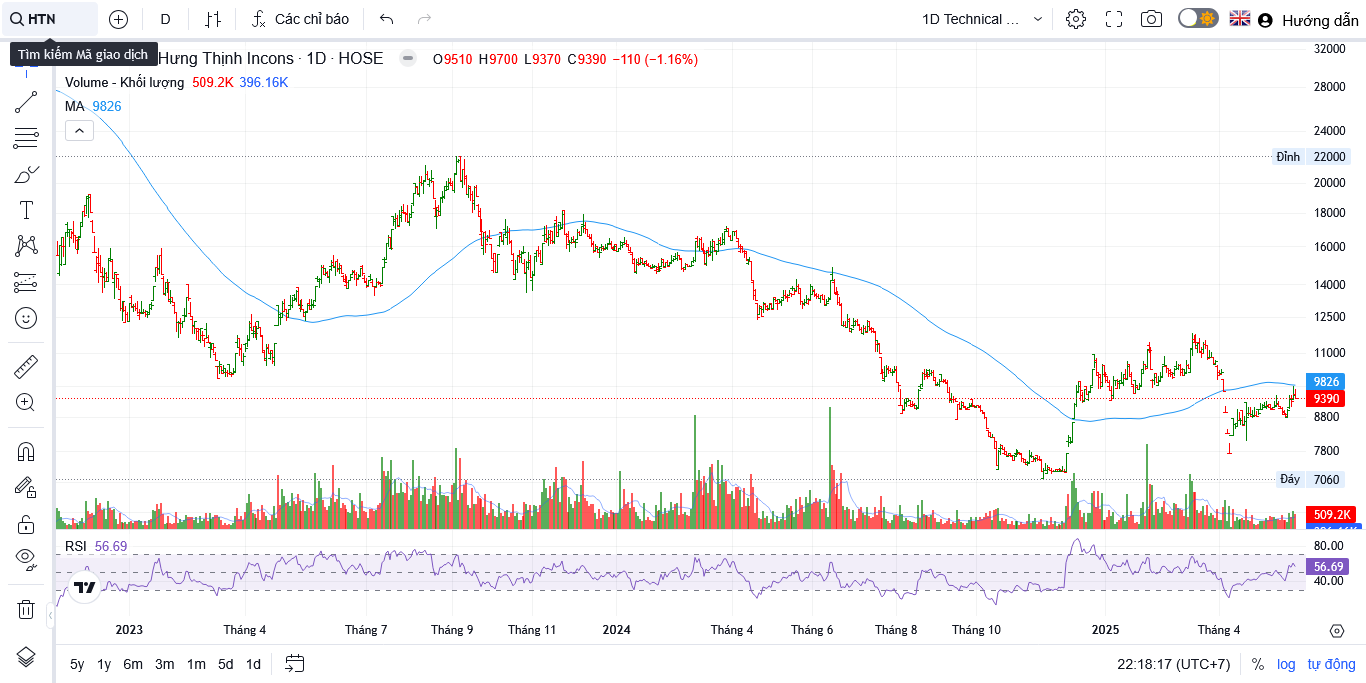 HTN
D
Các chỉ báo
1D Technical ...
Hướng dẫn
Tìm kiếm Mã giao dịch
Hưng Thịnh Incons · 1D · HOSE
O9510 H9700 L9370 C9390 −110 (−1.16%)
Volume - Khối lượng 509.2K 396.16K
MA 9826
32000
28000
24000
Đỉnh 22000
20000
18000
16000
14000
12500
11000
9826
9390
8800
7800
Đáy 7060
509.2K
RSI 56.69
80.00
56.69
40.00
2023 Tháng 4 Tháng 7 Tháng 9 Tháng 11 2024 Tháng 4 Tháng 6 Tháng 8 Tháng 10 2025 Tháng 4
5y 1y 6m 3m 1m 5d 1d
22:18:17 (UTC+7) % log tự động